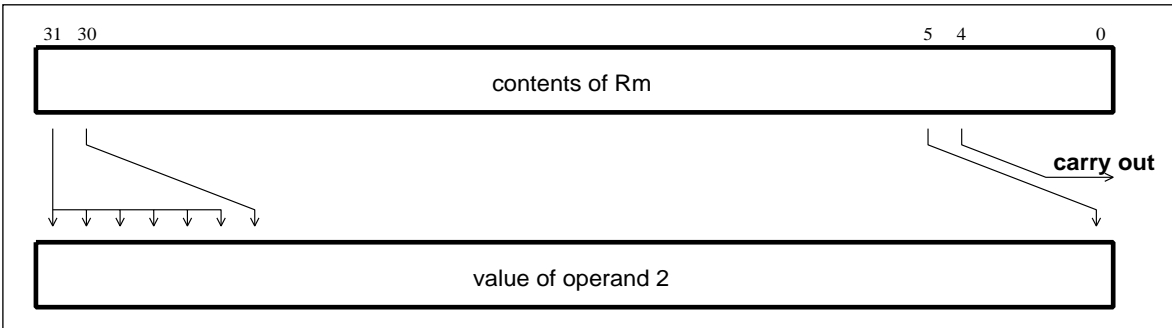 31 30 5 4 0
contents of Rm
carry out
value of operand 2